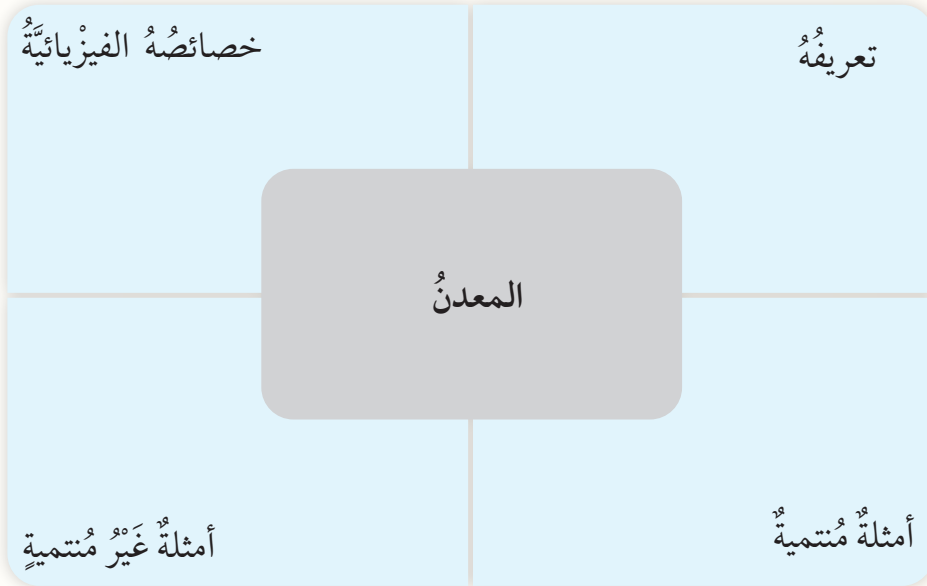 تعريفُهُ
خصائصُهُ الفيزْيائيَّةُ
المعدنُ
أمثلةٌ مُنتميةٌ
أمثلةٌ غَيْرُ مُنتميةٍ